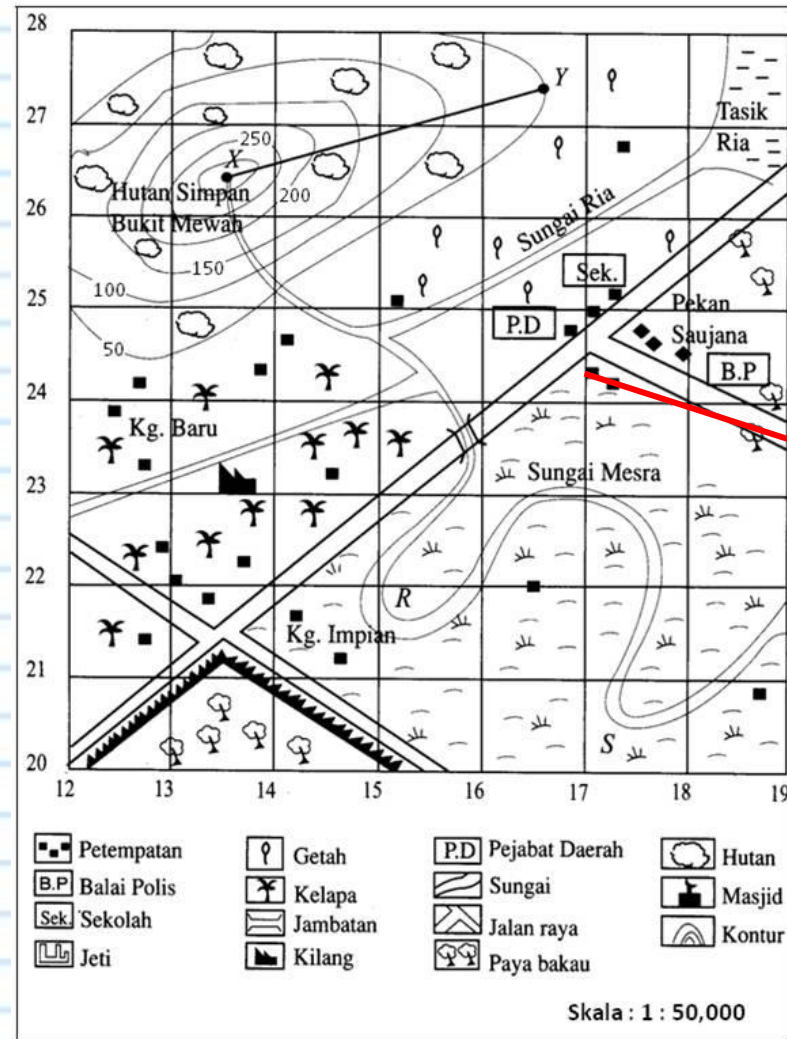 28
27
Y
Tasik
Ria
250
X
200
Hutan Simpan
Bukit Mewah
26
Sungai Ria
150
Sek.
100
25
P.D
Pekan
Saujana
50
B.P
24
Kg. Baru
Sungai Mesra
23
22
R
Kg. Impian
21
S
20
12 13 14 15 16 17 18 19
Petempatan
Getah
P.D Pejabat Daerah
Hutan
B.P Balai Polis
Kelapa
Sungai
Masjid
Sek. Sekolah
Jambatan
Jalan raya
Kontur
Jeti
Kilang
Paya bakau
Skala : 1 : 50,000